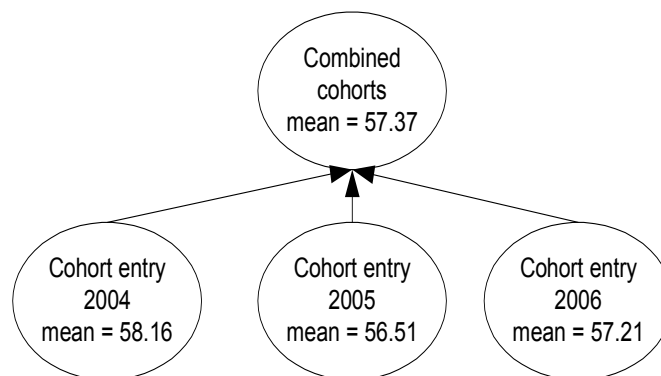 Combined
cohorts
mean = 57.37
Cohort entry
2004
mean = 58.16
Cohort entry
2005
mean = 56.51
Cohort entry
2006
mean = 57.21